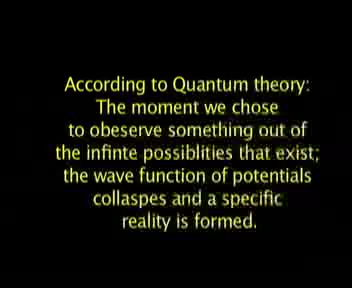 According to Quantum theory:
The moment we chose
to obeserve something out of
the infinte possiblities that exist;
the wave function of potentials
collaspes and a specific
reality is formed.